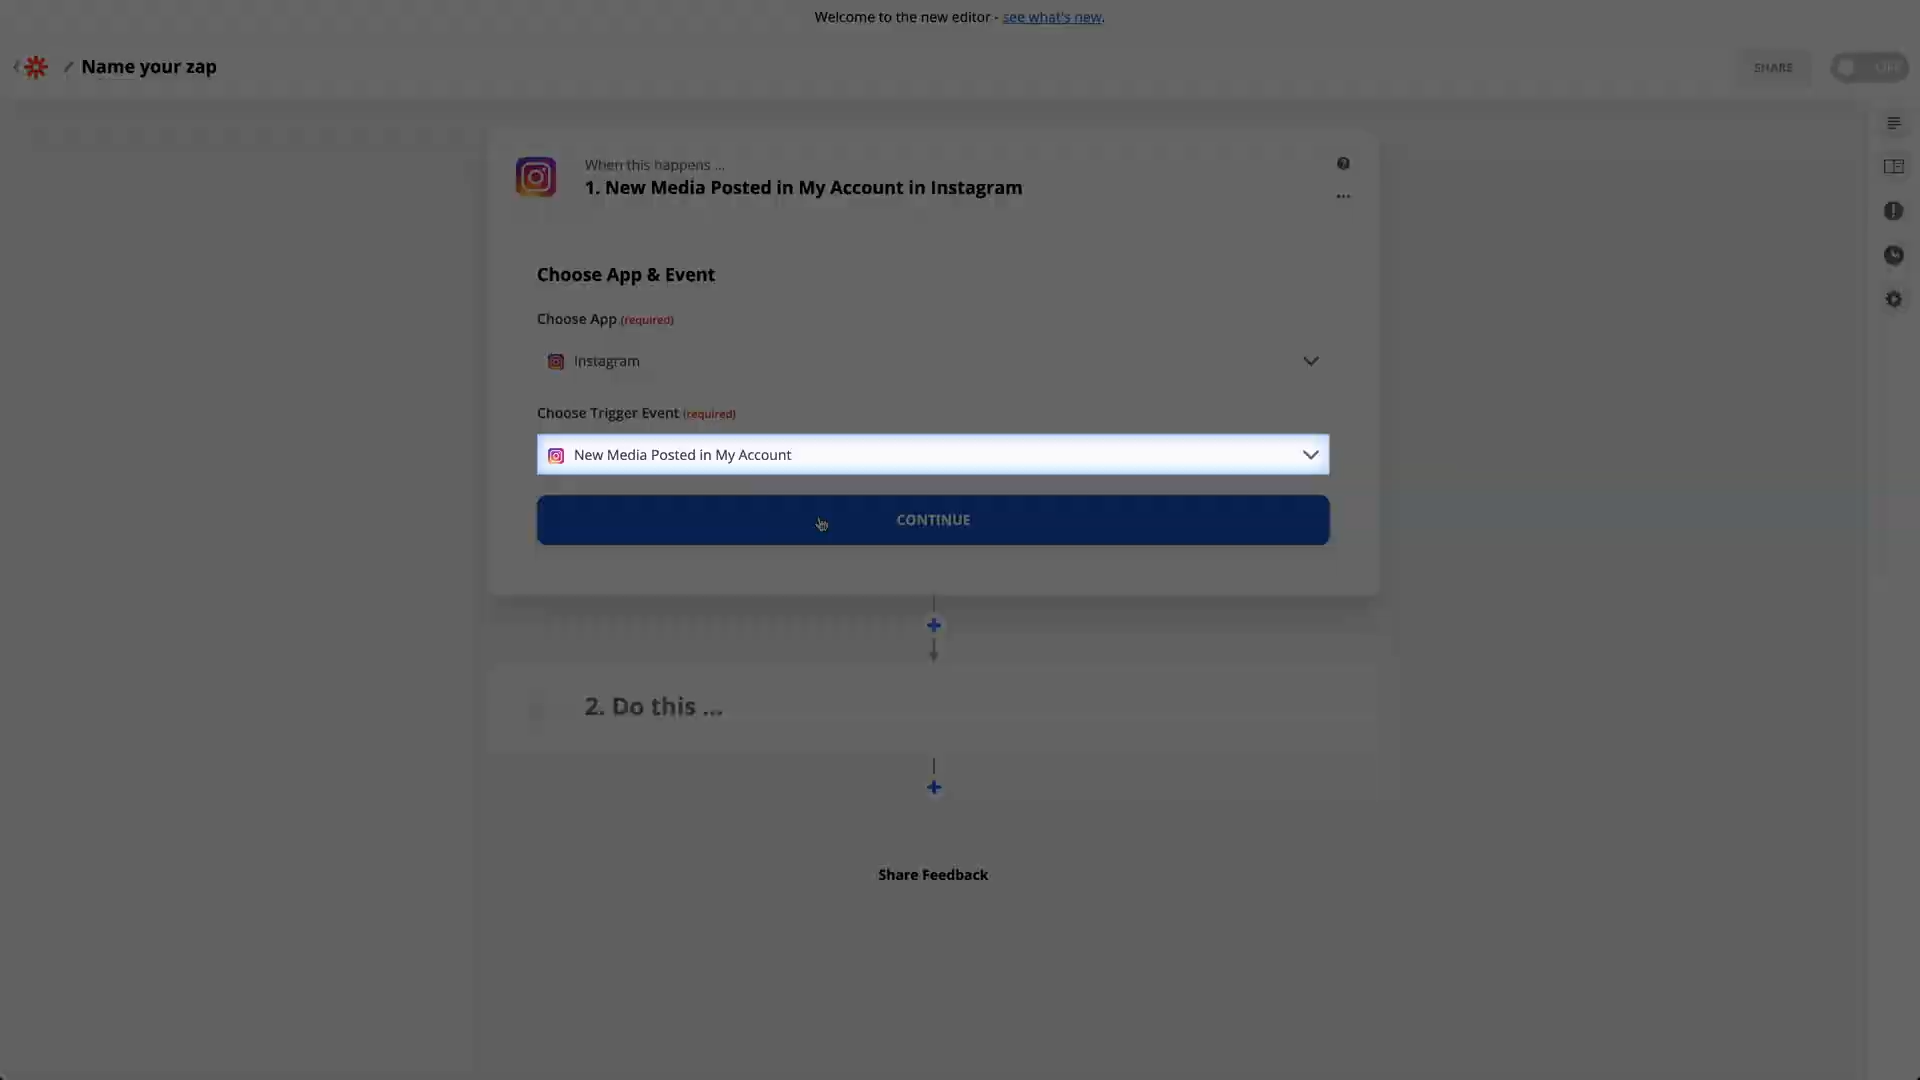 Welcome to the new editor - see what's new.
Name your zap
SHARE
OFF
When this happens ...
1. New Media Posted in My Account in Instagram
Choose App & Event
Choose App (required)
Instagram
Choose Trigger Event (required)
New Media Posted in My Account
CONTINUE
2. Do this ...
Share Feedback